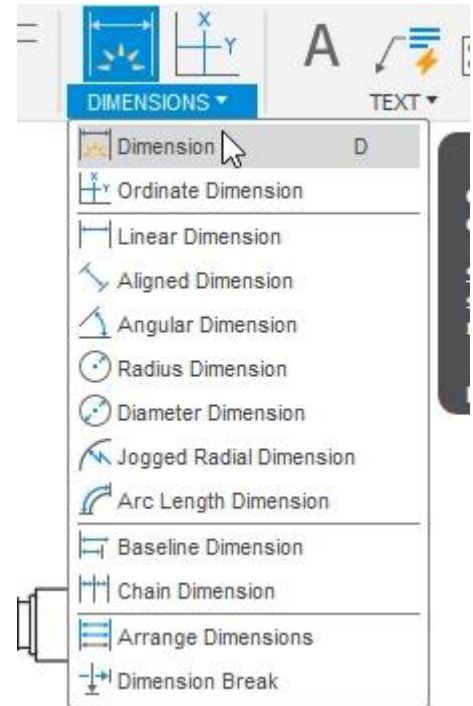 X
Y
A
DIMENSIONS ▼
TEXT ▼
Dimension D
X
Y
Ordinate Dimension
Linear Dimension
Aligned Dimension
Angular Dimension
Radius Dimension
Diameter Dimension
Jogged Radial Dimension
Arc Length Dimension
Baseline Dimension
Chain Dimension
Arrange Dimensions
Dimension Break